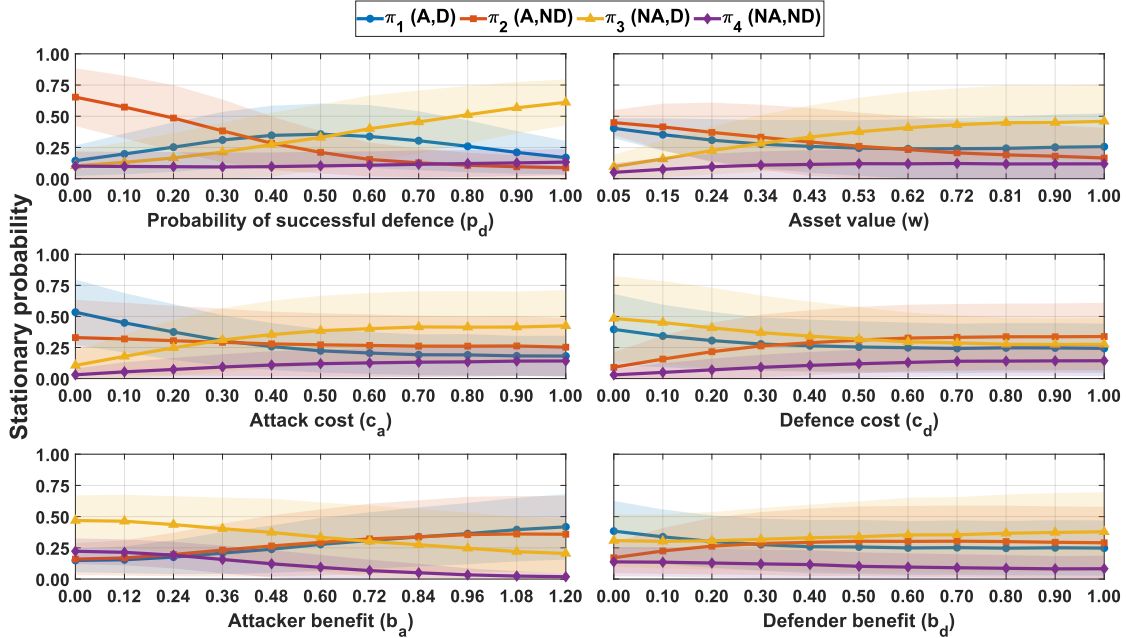 π1 (A,D) π2 (A,ND) π3 (NA,D) π4 (NA,ND)
Stationary probability
1.00
0.75
0.50
0.25
0.00
0.00 0.10 0.20 0.30 0.40 0.50 0.60 0.70 0.80 0.90 1.00
Probability of successful defence (pd)
1.00
0.75
0.50
0.25
0.00
0.05 0.15 0.24 0.34 0.43 0.53 0.62 0.72 0.81 0.91 1.00
Asset value (w)
1.00
0.75
0.50
0.25
0.00
0.00 0.12 0.24 0.36 0.48 0.60 0.72 0.84 0.96 1.08 1.20
Attack cost (ca)
1.00
0.75
0.50
0.25
0.00
0.00 0.10 0.20 0.30 0.40 0.50 0.60 0.70 0.80 0.90 1.00
Defence cost (cd)
1.00
0.75
0.50
0.25
0.00
0.00 0.12 0.24 0.36 0.48 0.60 0.72 0.84 0.96 1.08 1.20
Attacker benefit (ba)
1.00
0.75
0.50
0.25
0.00
0.00 0.10 0.20 0.30 0.40 0.50 0.60 0.70 0.80 0.90 1.00
Defender benefit (bd)